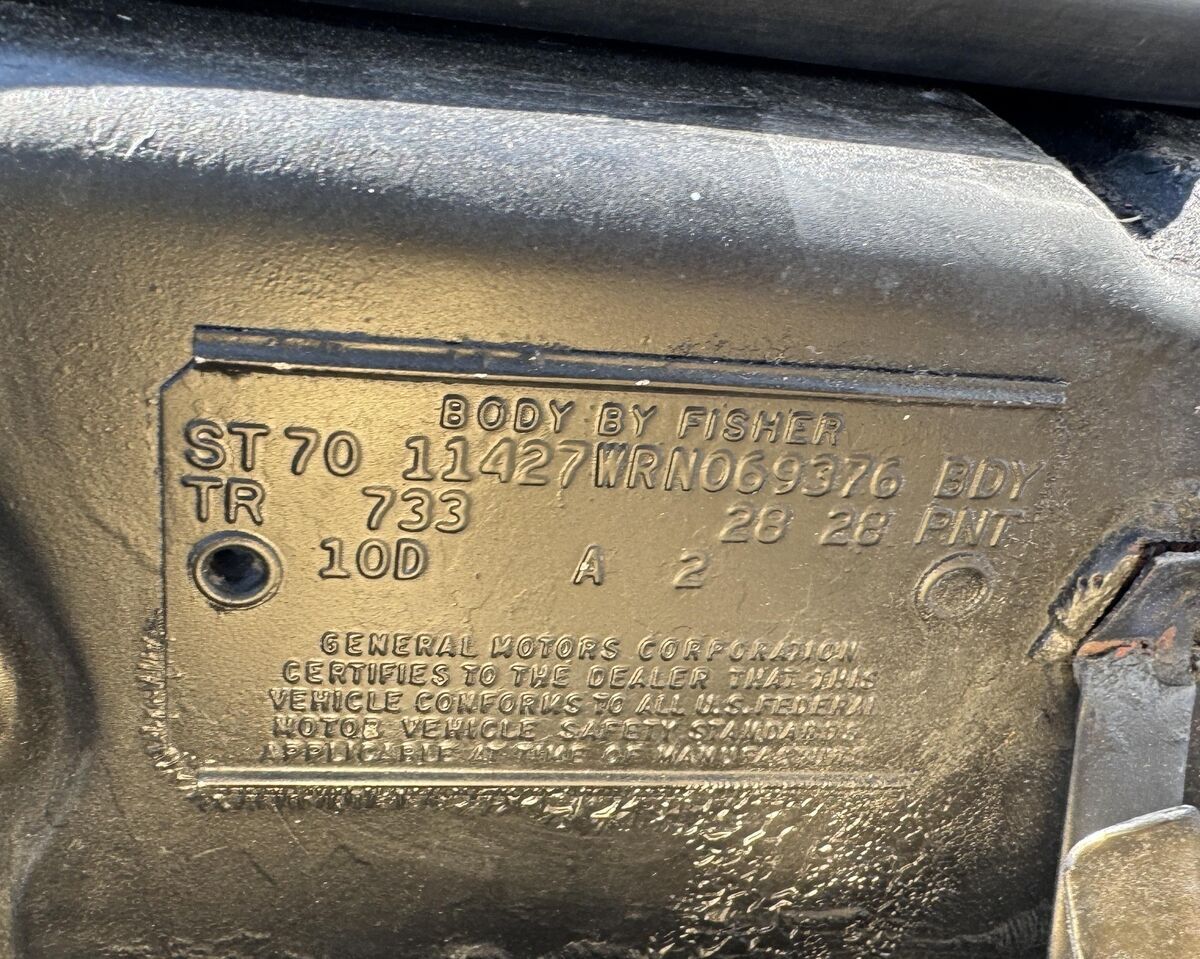 BODY BY FISHER
ST 70 11427WRN069376 BDY
TR 733 28 28 PNT
10D A 2
GENERAL MOTORS CORPORATION
CERTIFIES TO THE DEALER THAT THIS
VEHICLE CONFORMS TO ALL U.S. FEDERAL
MOTOR VEHICLE SAFETY STANDARDS
APPLICABLE AT TIME OF MANUFACTURE